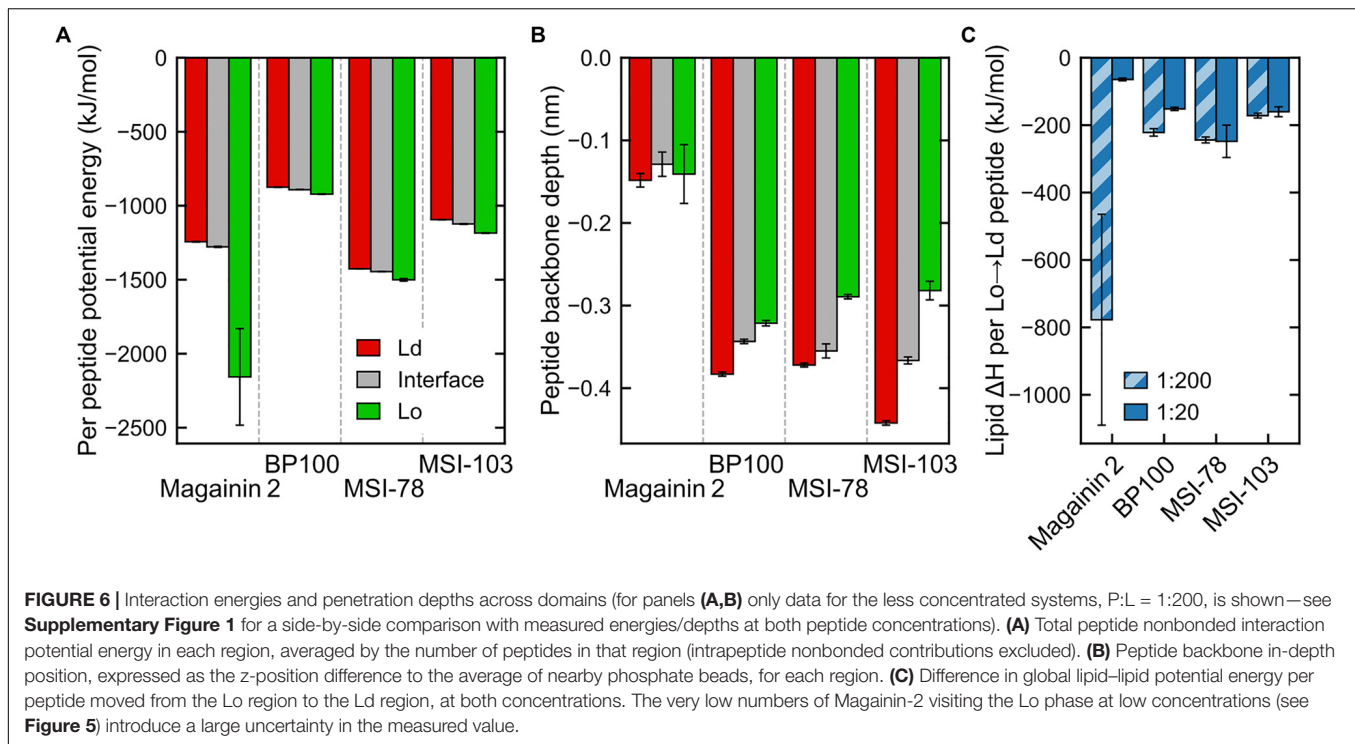 A
Per peptide potential energy (kJ/mol)
0
−500
−1000
−1500
−2000
−2500
Ld
Interface
Lo
Magainin 2
BP100
MSI-78
MSI-103
B
Peptide backbone depth (nm)
0.0
−0.1
−0.2
−0.3
−0.4
Magainin 2
BP100
MSI-78
MSI-103
C
Lipid ΔH per Lo→Ld peptide (kJ/mol)
0
−200
−400
−600
−800
−1000
1:200
1:20
Magainin 2
BP100
MSI-78
MSI-103
FIGURE 6 | Interaction energies and penetration depths across domains (for panels (A,B) only data for the less concentrated systems, P:L = 1:200, is shown—see
Supplementary Figure 1 for a side-by-side comparison with measured energies/depths at both peptide concentrations). (A) Total peptide nonbonded interaction
potential energy in each region, averaged by the number of peptides in that region (intrapeptide nonbonded contributions excluded). (B) Peptide backbone in-depth
position, expressed as the z-position difference to the average of nearby phosphate beads, for each region. (C) Difference in global lipid–lipid potential energy per
peptide moved from the Lo region to the Ld region, at both concentrations. The very low numbers of Magainin-2 visiting the Lo phase at low concentrations (see
Figure 5) introduce a large uncertainty in the measured value.